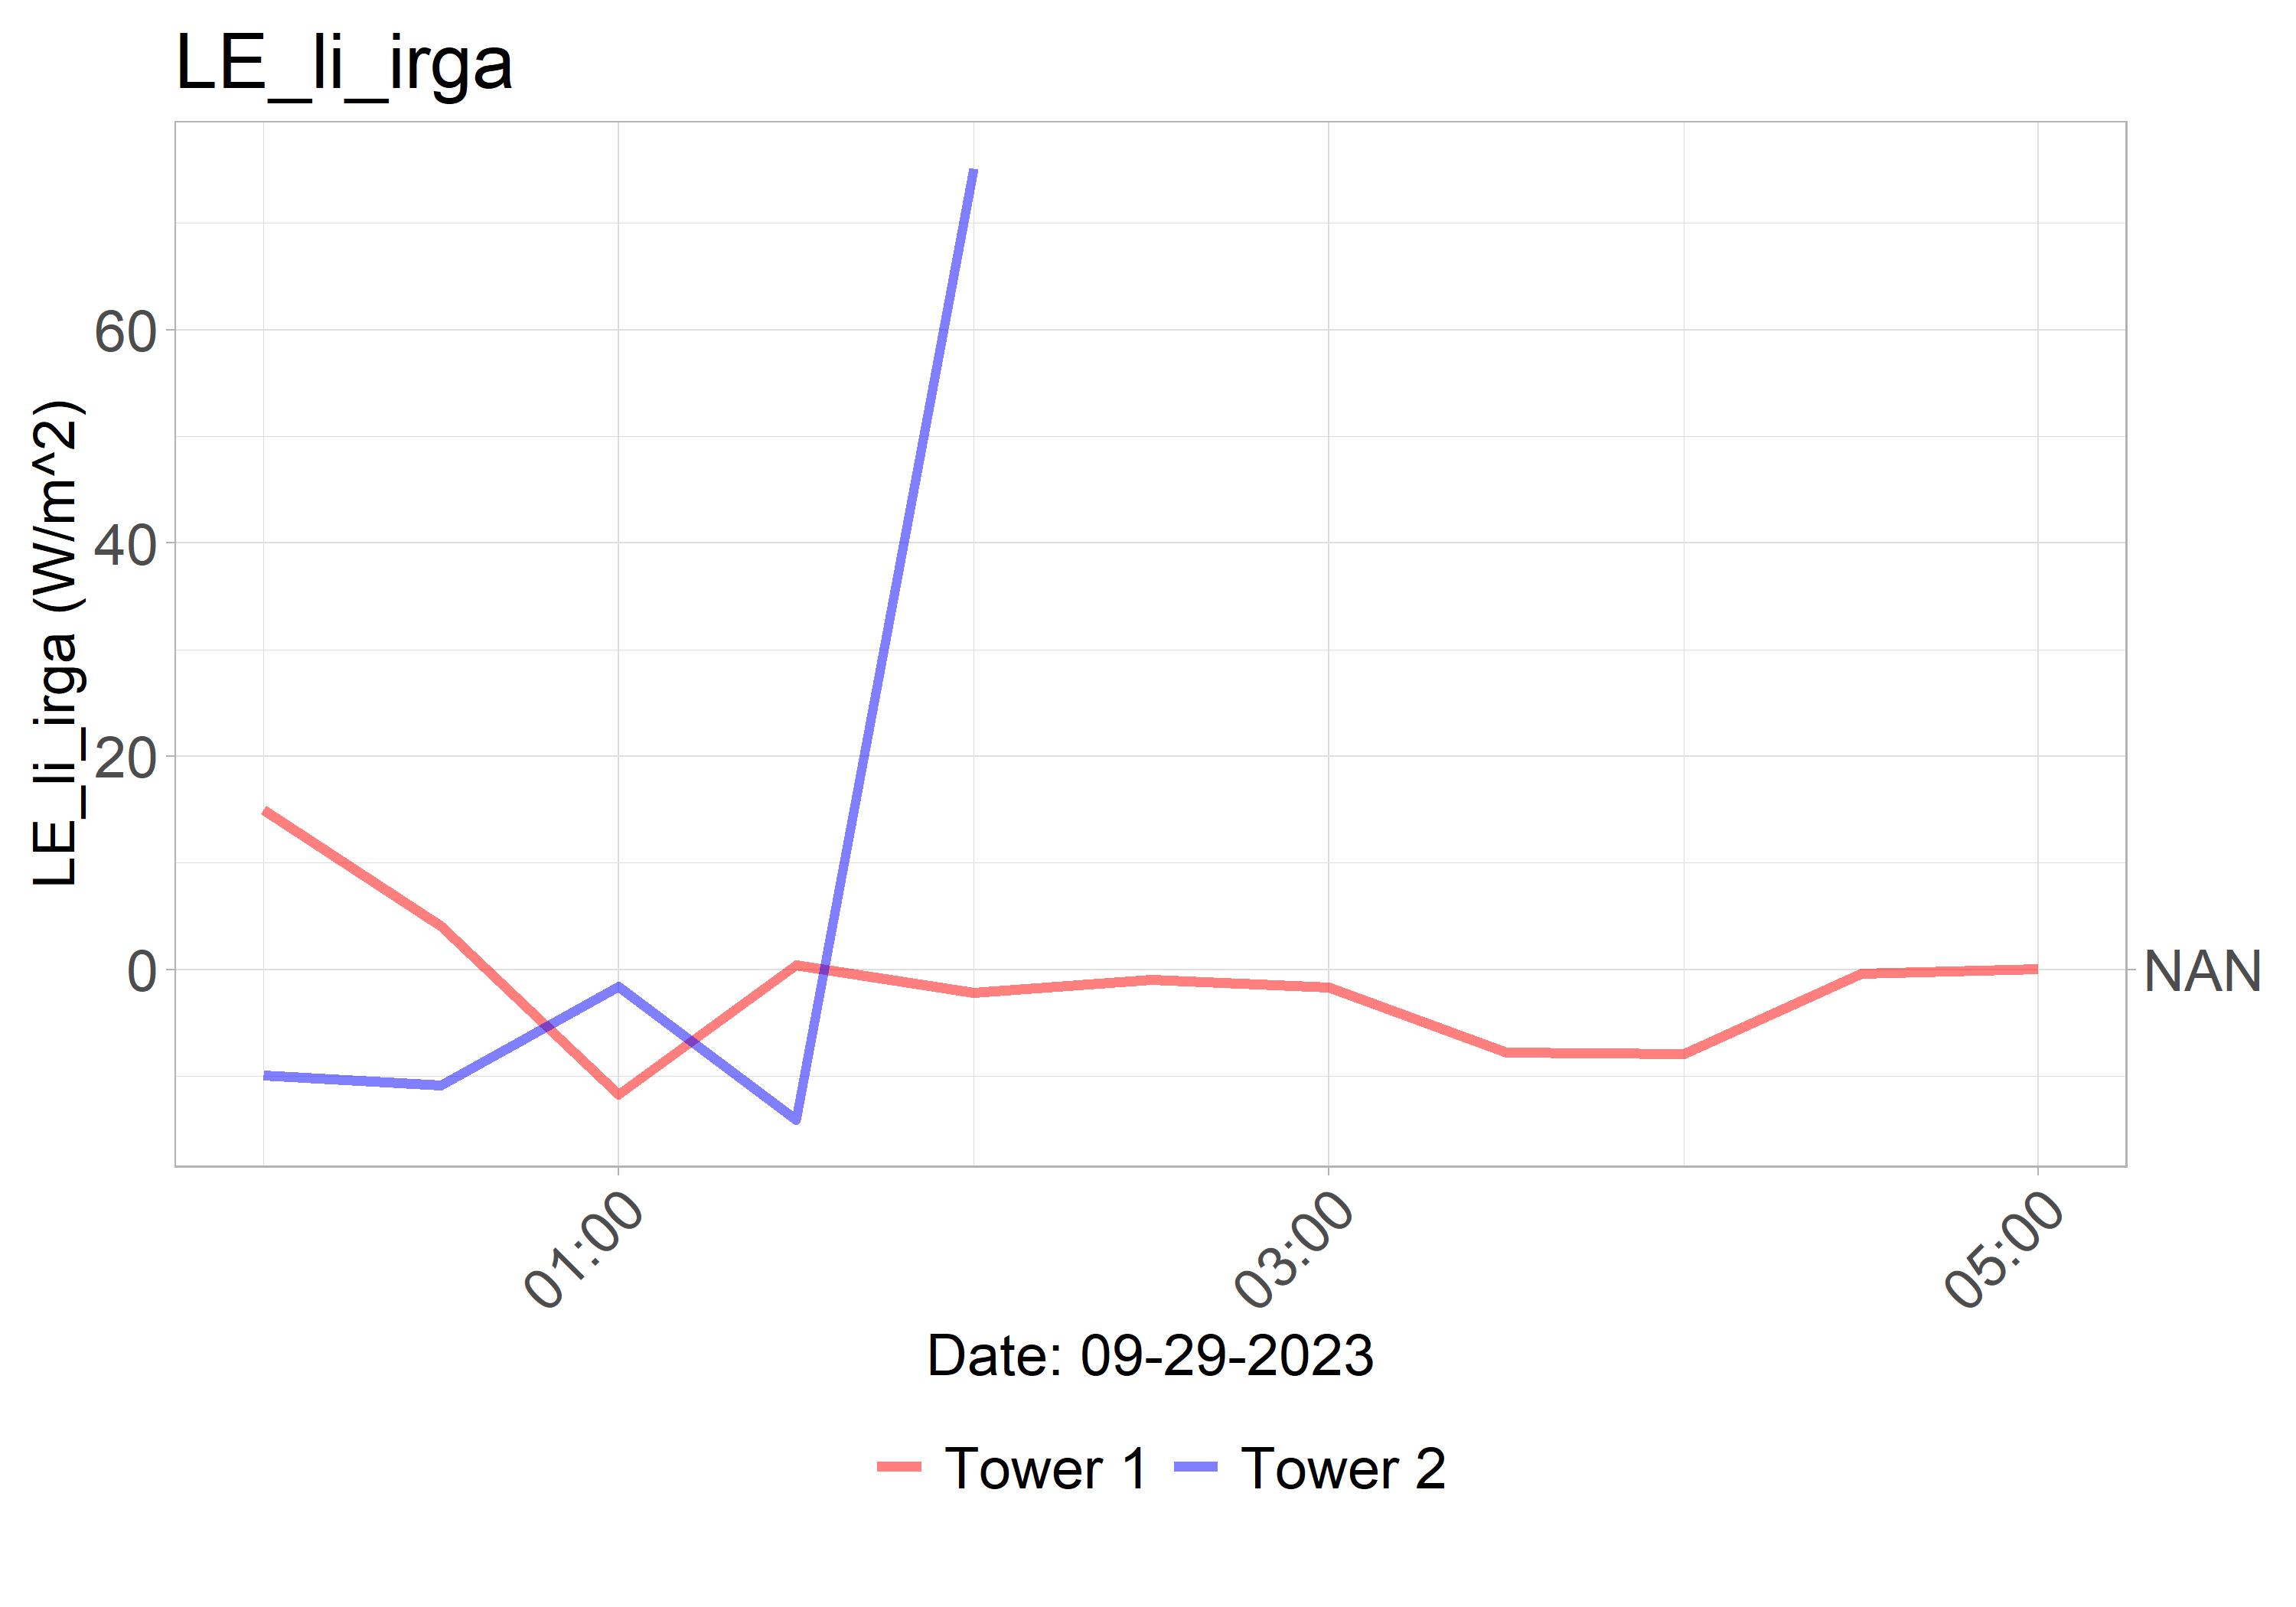 LE_li_irga
LE_li_irga (W/m^2)
60
40
20
0
NAN
01:00
03:00
05:00
Date: 09-29-2023
Tower 1
Tower 2